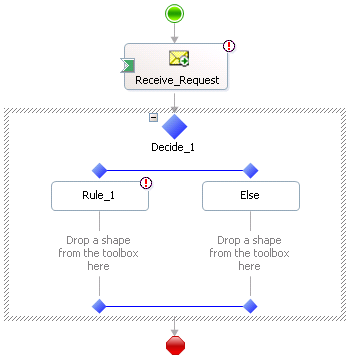 Receive_Request
Decide_1
Rule_1
Else
Drop a shape
from the toolbox
here
Drop a shape
from the toolbox
here